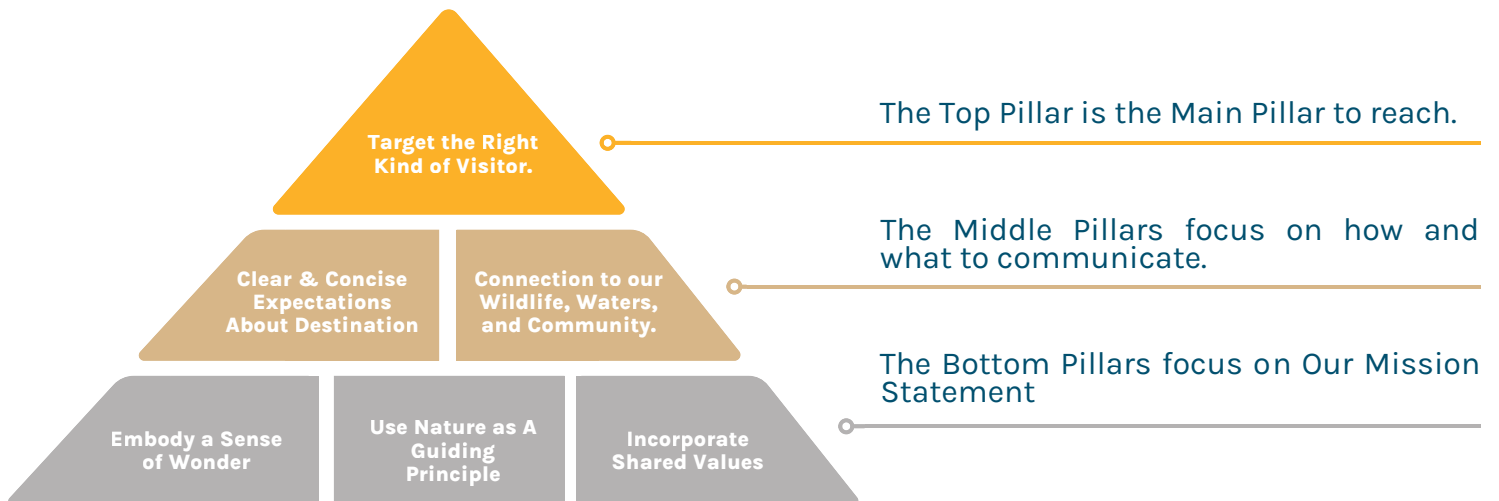 Target the Right
Kind of Visitor.
The Top Pillar is the Main Pillar to reach.
Clear & Concise
Expectations
About Destination
Connection to our
Wildlife, Waters,
and Community.
The Middle Pillars focus on how and
what to communicate.
Embody a Sense
of Wonder
Use Nature as A
Guiding
Principle
Incorporate
Shared Values
The Bottom Pillars focus on Our Mission
Statement